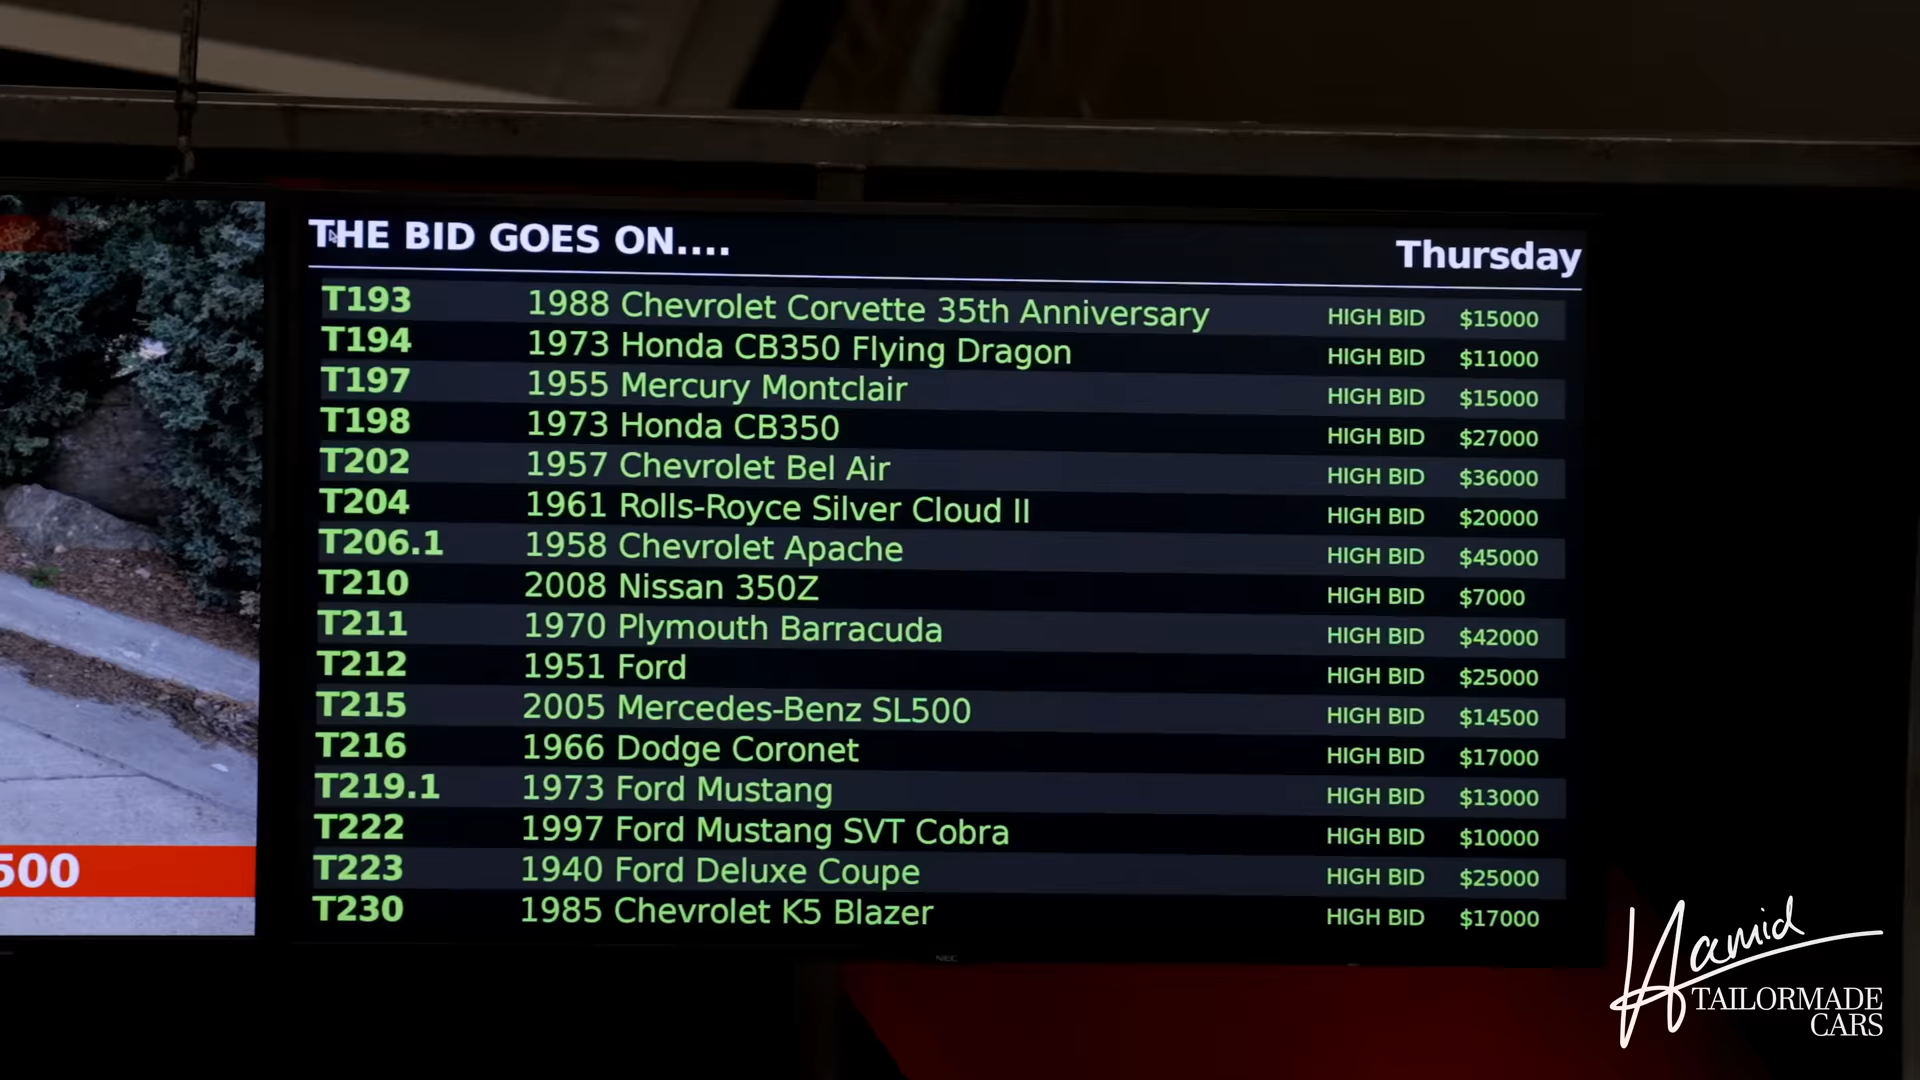 THE BID GOES ON....
Thursday
T193 1988 Chevrolet Corvette 35th Anniversary HIGH BID $15000
T194 1973 Honda CB350 Flying Dragon HIGH BID $11000
T197 1955 Mercury Montclair HIGH BID $15000
T198 1973 Honda CB350 HIGH BID $27000
T202 1957 Chevrolet Bel Air HIGH BID $36000
T204 1961 Rolls-Royce Silver Cloud II HIGH BID $20000
T206.1 1958 Chevrolet Apache HIGH BID $45000
T210 2008 Nissan 350Z HIGH BID $7000
T211 1970 Plymouth Barracuda HIGH BID $42000
T212 1951 Ford HIGH BID $25000
T215 2005 Mercedes-Benz SL500 HIGH BID $14500
T216 1966 Dodge Coronet HIGH BID $17000
T219.1 1973 Ford Mustang HIGH BID $13000
T222 1997 Ford Mustang SVT Cobra HIGH BID $10000
T223 1940 Ford Deluxe Coupe HIGH BID $25000
T230 1985 Chevrolet K5 Blazer HIGH BID $17000
500
NEC
Hamid
TAILORMADE
CARS